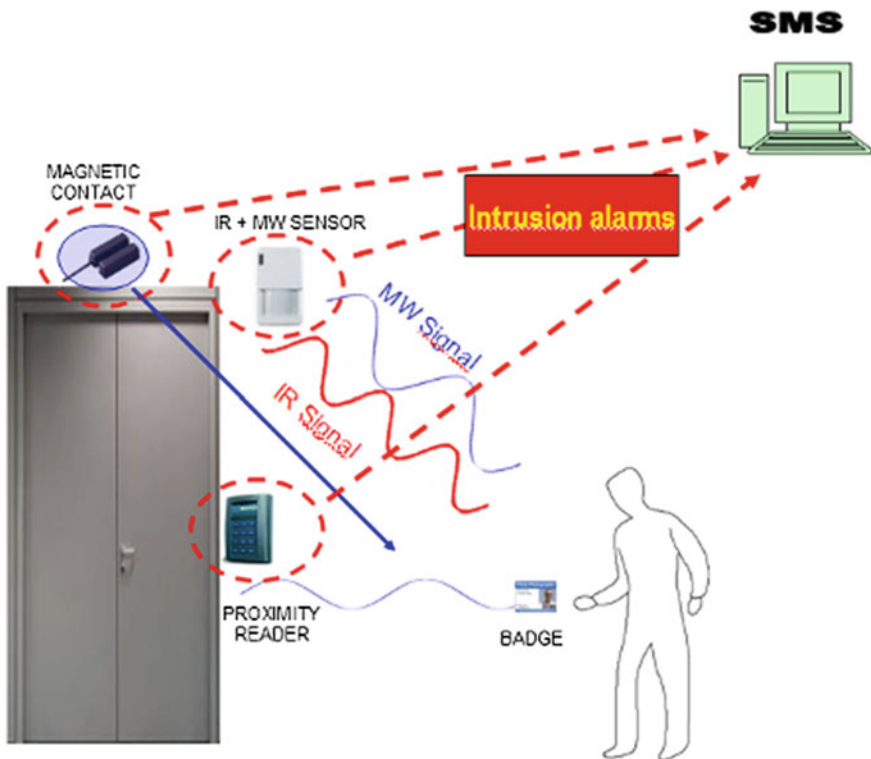 SMS
MAGNETIC
CONTACT
IR + MW SENSOR
Intrusion alarms
MW Signal
IR Signal
PROXIMITY
READER
BADGE